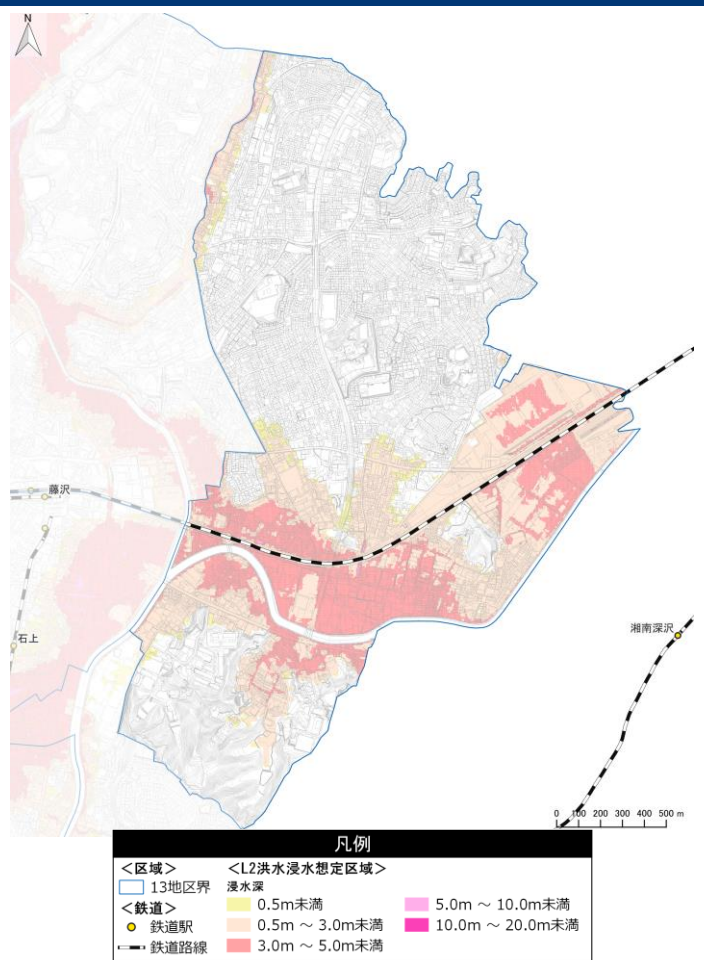 N
藤沢
石上
湘南深沢
0 100 200 300 400 500 m
凡例
<区域>
13地区界
<鉄道>
鉄道駅
鉄道路線
<L2洪水浸水想定区域>
浸水深
0.5m未満
0.5m ~ 3.0m未満
3.0m ~ 5.0m未満
5.0m ~ 10.0m未満
10.0m ~ 20.0m未満